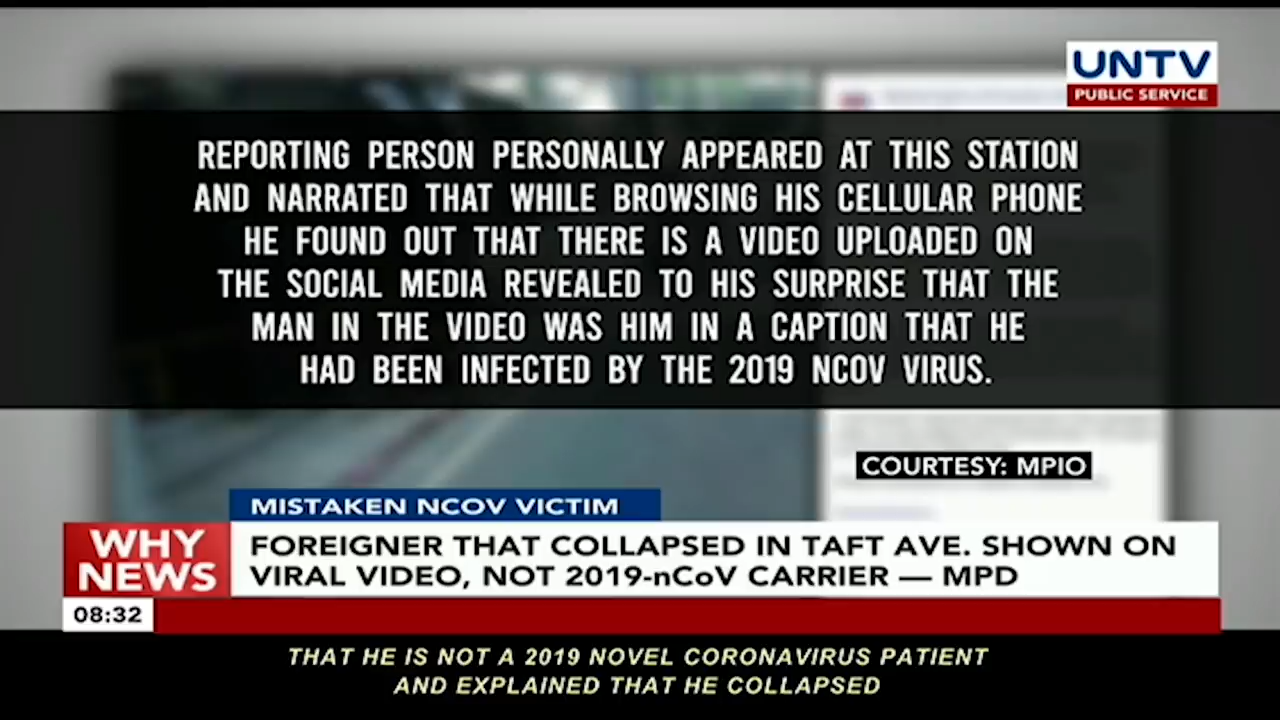 UNTV
PUBLIC SERVICE
REPORTING PERSON PERSONALLY APPEARED AT THIS STATION
AND NARRATED THAT WHILE BROWSING HIS CELLULAR PHONE
HE FOUND OUT THAT THERE IS A VIDEO UPLOADED ON
THE SOCIAL MEDIA REVEALED TO HIS SURPRISE THAT THE
MAN IN THE VIDEO WAS HIM IN A CAPTION THAT HE
HAD BEEN INFECTED BY THE 2019 NCOV VIRUS.
COURTESY: MPIO
MISTAKEN NCOV VICTIM
WHY
NEWS
FOREIGNER THAT COLLAPSED IN TAFT AVE. SHOWN ON
VIRAL VIDEO, NOT 2019-nCoV CARRIER — MPD
08:32
THAT HE IS NOT A 2019 NOVEL CORONAVIRUS PATIENT
AND EXPLAINED THAT HE COLLAPSED